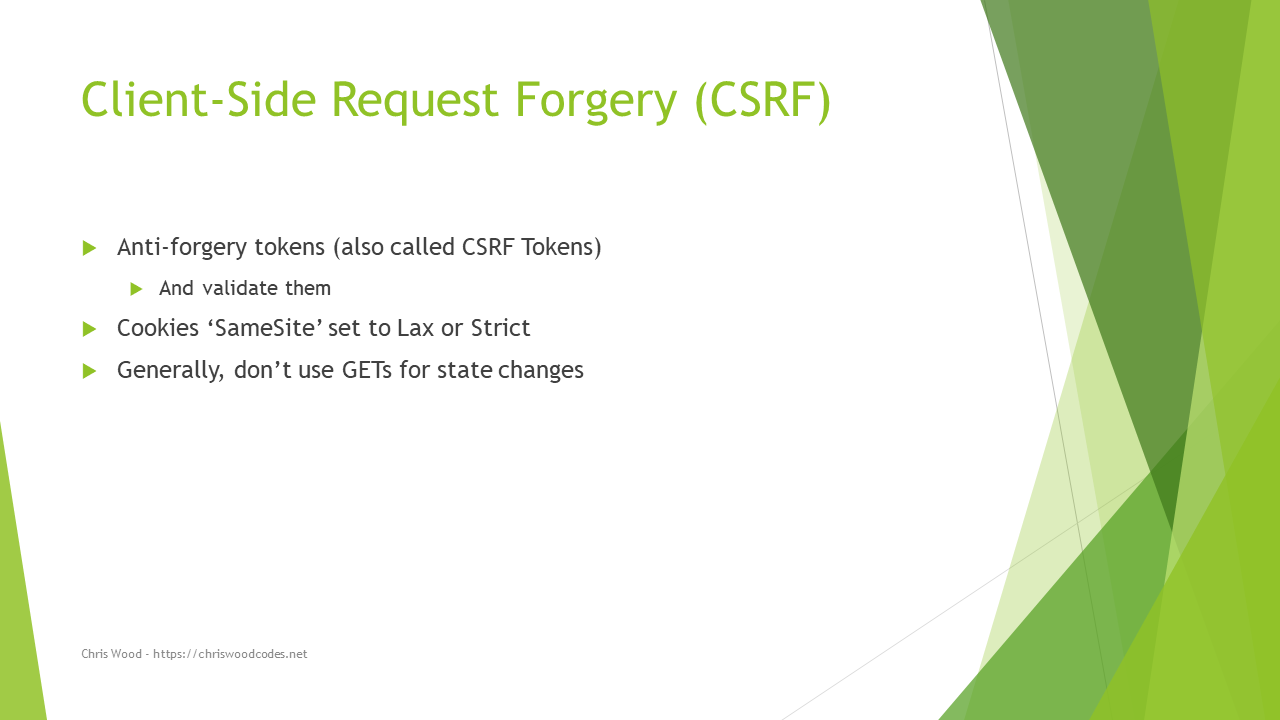 Client-Side Request Forgery (CSRF)
Anti-forgery tokens (also called CSRF Tokens)
And validate them
Cookies ‘SameSite’ set to Lax or Strict
Generally, don’t use GETs for state changes
Chris Wood - https://chriswoodcodes.net